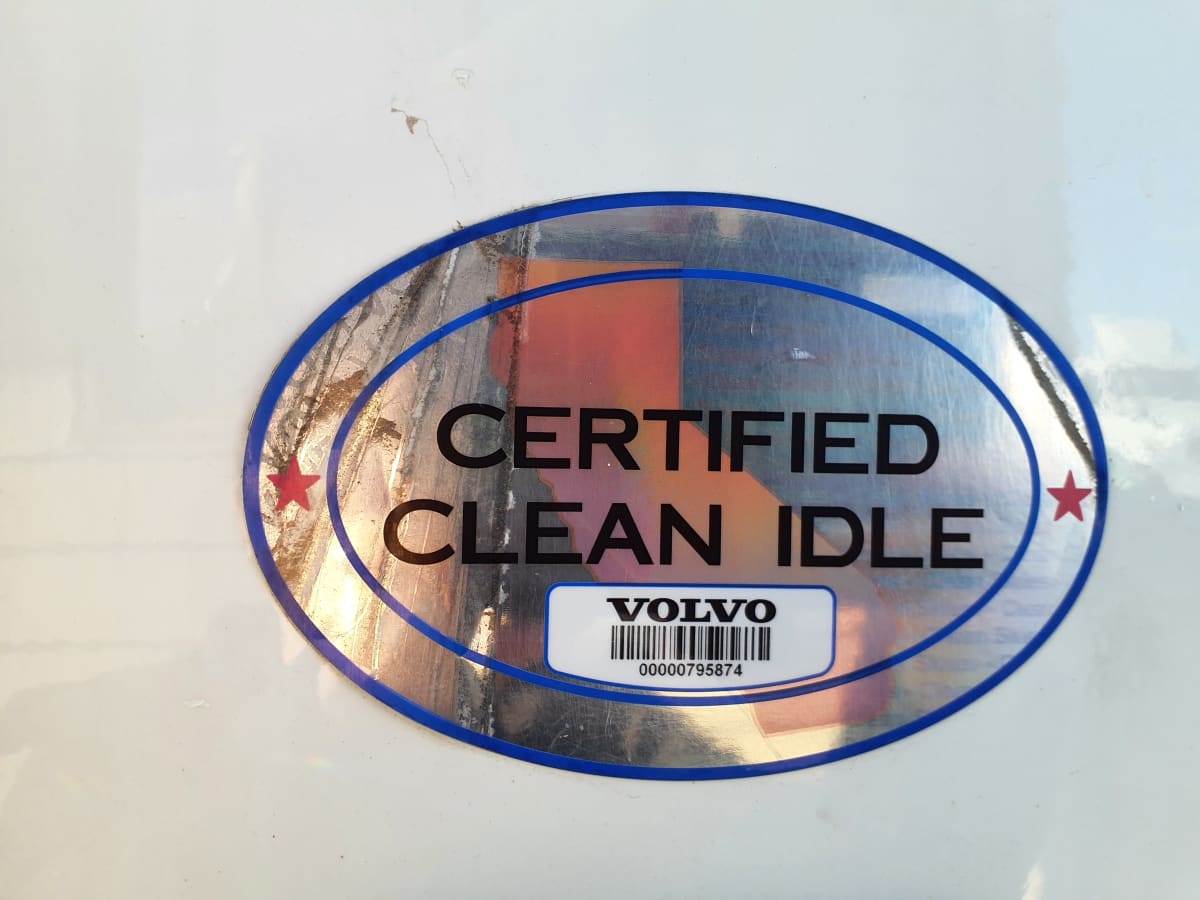 CERTIFIED
CLEAN IDLE
VOLVO
00000795874